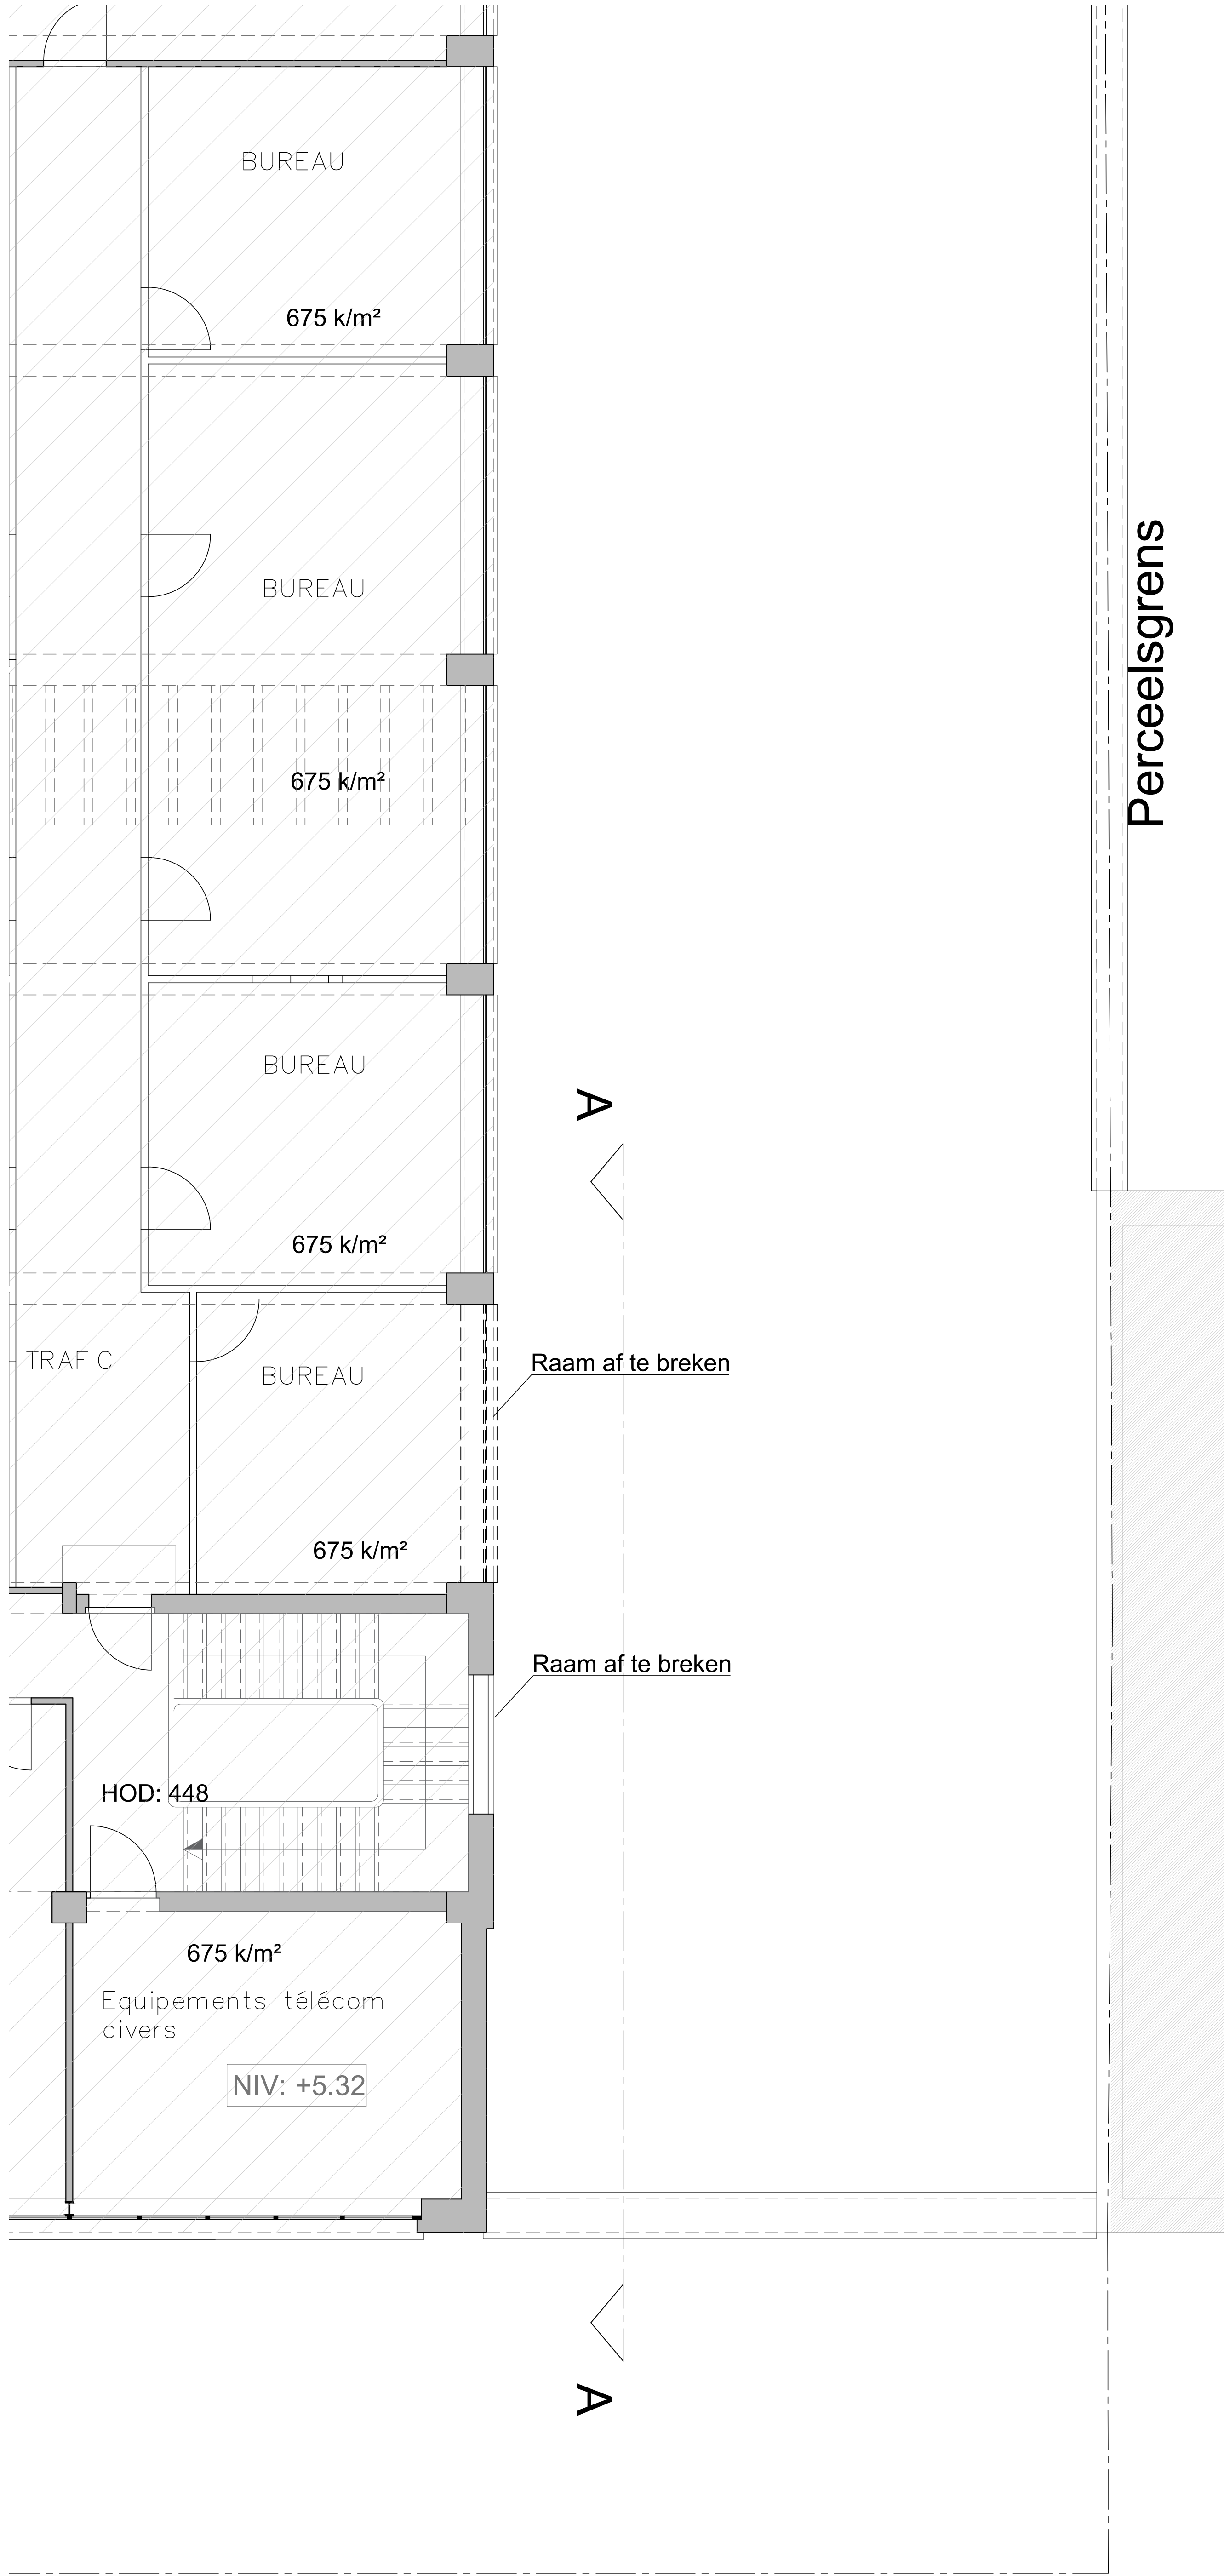 BUREAU
675 k/m²
BUREAU
Perceelsgrens
675 k/m²
BUREAU
A
675 k/m²
TRAFIC
BUREAU
Raam af te breken
675 k/m²
Raam af te breken
HOD: 448
675 k/m²
Equipements télécom
divers
NIV: +5.32
A